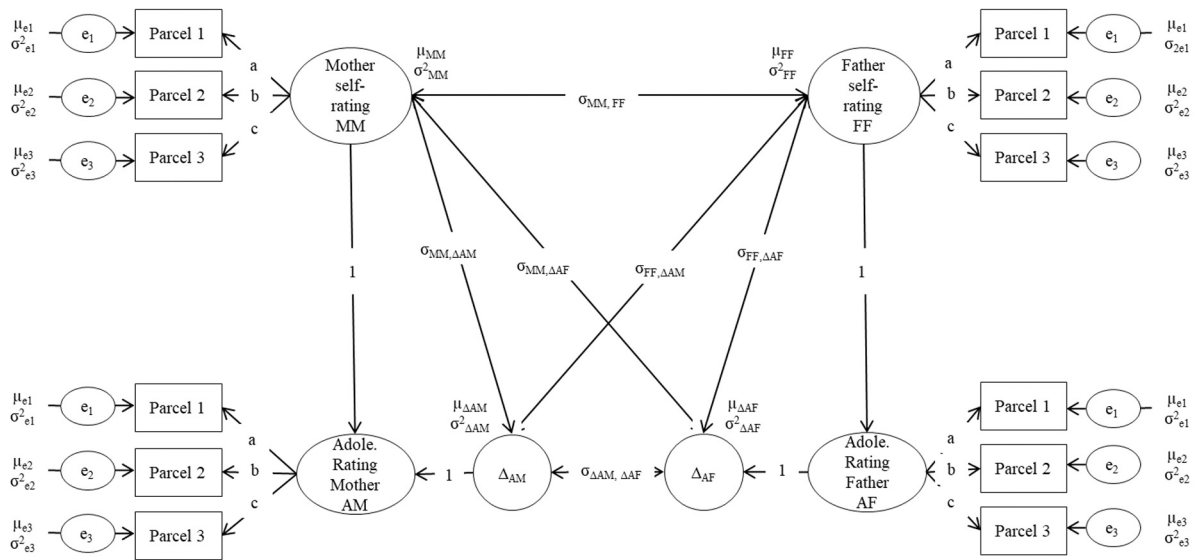 μe1
σ²e1
e1
Parcel 1
μe2
σ²e2
e2
Parcel 2
μe3
σ²e3
e3
Parcel 3
a
b
c
Mother
self-
rating
MM
μMM
σ²MM
σMM, FF
μFF
σ²FF
Father
self-
rating
FF
a
b
c
Parcel 1
e1
μe1
σ2e1
Parcel 2
e2
μe2
σ²e2
Parcel 3
e3
μe3
σ²e3
1
σMM,ΔAM
σMM,ΔAF
σFF,ΔAM
σFF,ΔAF
1
μe1
σ²e1
e1
Parcel 1
μe2
σ²e2
e2
Parcel 2
μe3
σ²e3
e3
Parcel 3
a
b
c
Adole.
Rating
Mother
AM
1
μΔAM
σ²ΔAM
ΔAM
σΔAM, ΔAF
μΔAF
σ²ΔAF
ΔAF
1
Adole.
Rating
Father
AF
a
b
c
Parcel 1
e1
μe1
σ²e1
Parcel 2
e2
μe2
σ²e2
Parcel 3
e3
μe3
σ²e3